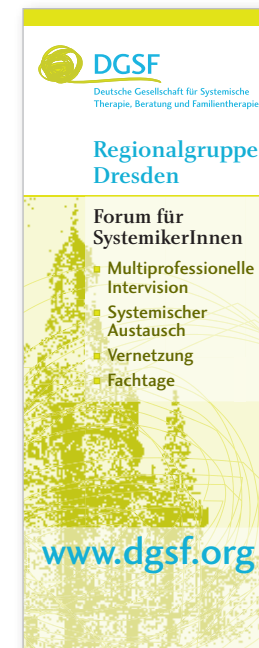 DGSF
Deutsche Gesellschaft für Systemische
Therapie, Beratung und Familientherapie
Regionalgruppe
Dresden
Forum für
SystemikerInnen
Multiprofessionelle
Intervision
Systemischer
Austausch
Vernetzung
Fachtage
www.dgsf.org